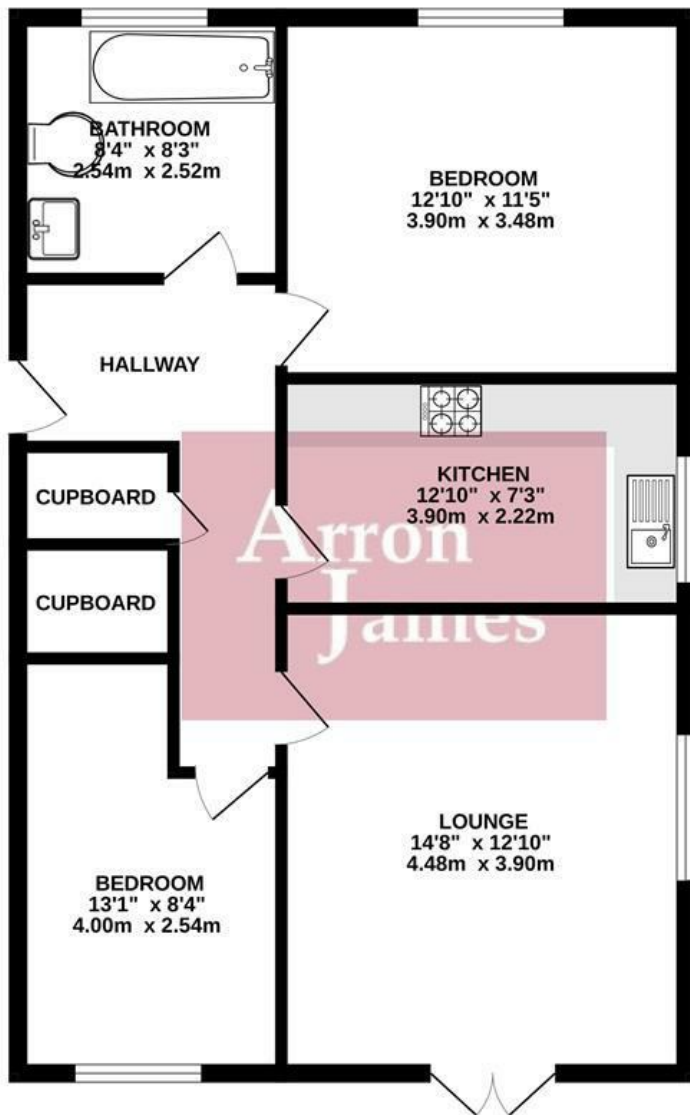 BATHROOM
8'4" x 8'3"
2.54m x 2.52m
BEDROOM
12'10" x 11'5"
3.90m x 3.48m
HALLWAY
KITCHEN
12'10" x 7'3"
3.90m x 2.22m
CUPBOARD
Arron
James
CUPBOARD
LOUNGE
14'8" x 12'10"
4.48m x 3.90m
BEDROOM
13'1" x 8'4"
4.00m x 2.54m